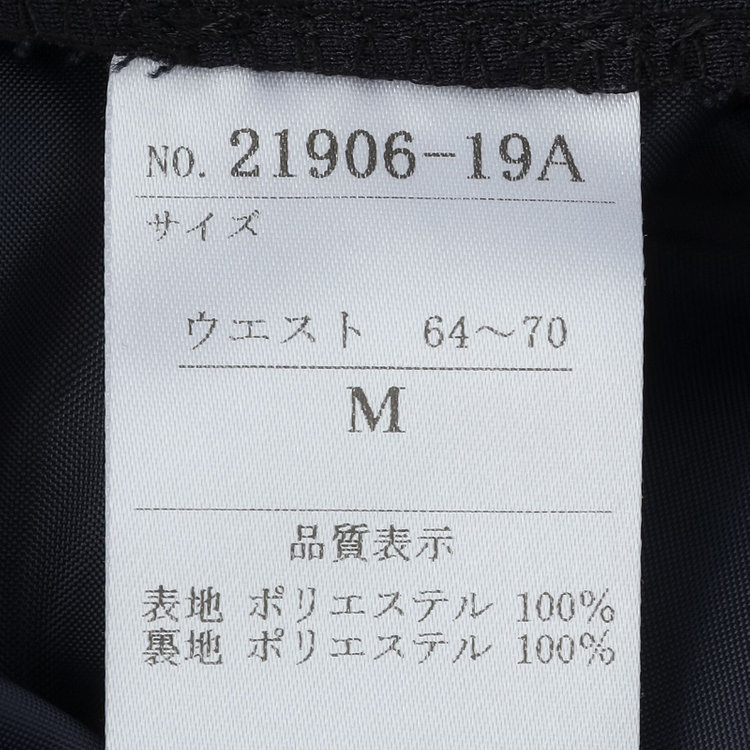 NO. 21906-19A
サイズ
ウエスト 64～70
M
品質表示
表地 ポリエステル 100%
裏地 ポリエステル 100%